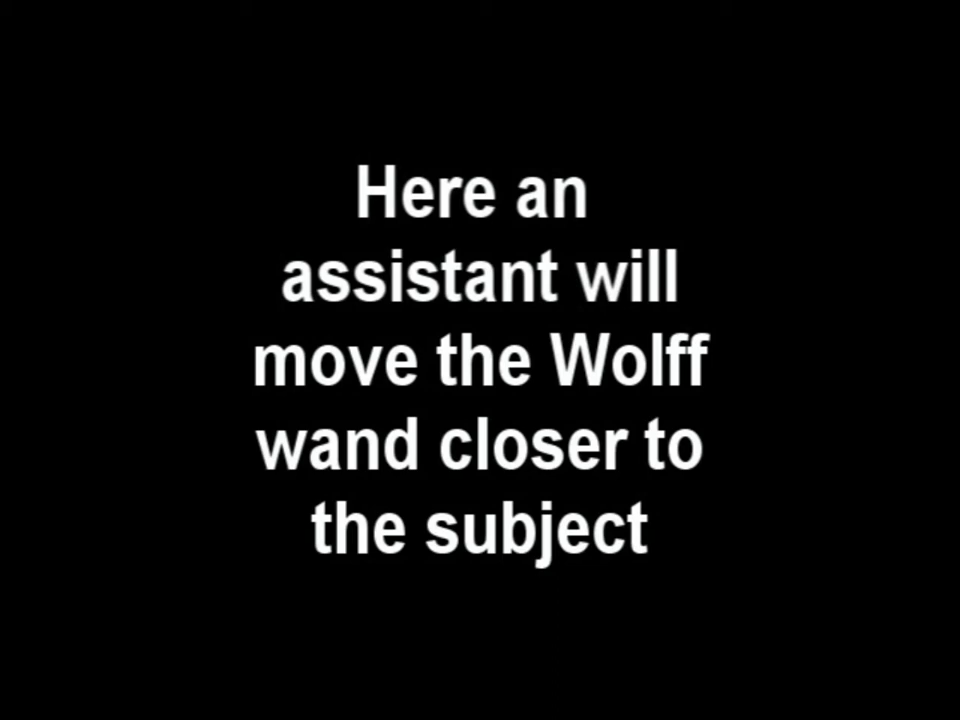 Here an
assistant will
move the Wolff
wand closer to
the subject